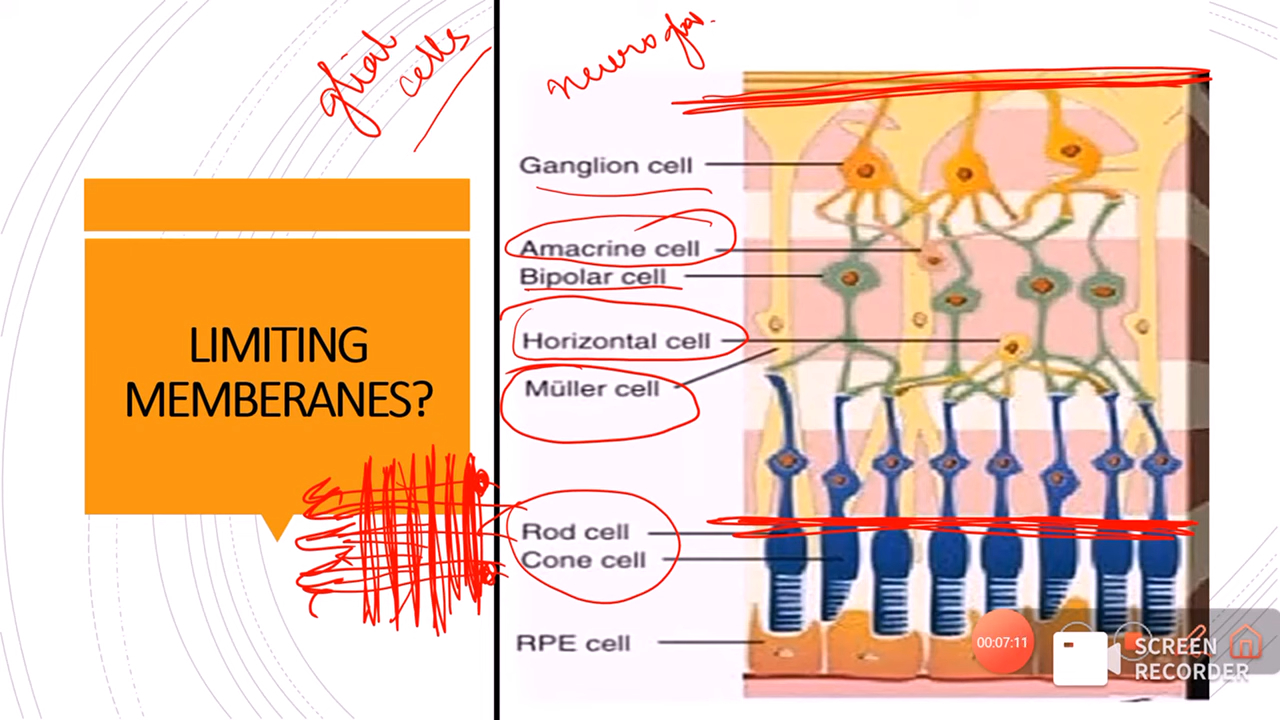 glial
cells
neuroglia.
LIMITING
MEMBERANES?
Ganglion cell
Amacrine cell
Bipolar cell
Horizontal cell
Müller cell
Rod cell
Cone cell
RPE cell
00:07:11
SCREEN
RECORDER